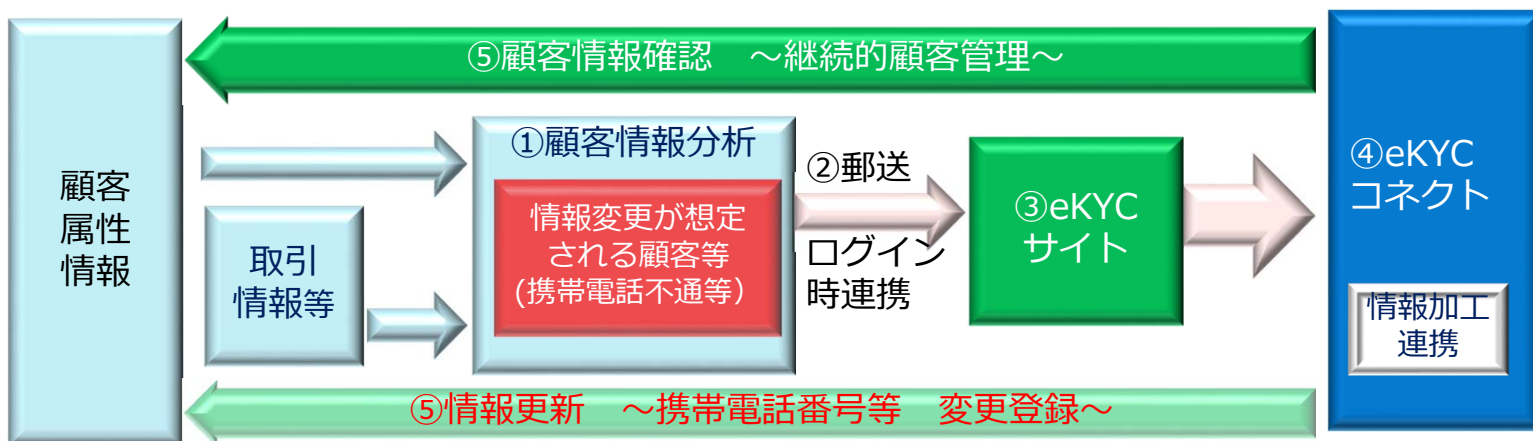 ⑤顧客情報確認　～継続的顧客管理～
顧客
属性
情報
取引
情報等
①顧客情報分析
情報変更が想定
される顧客等
(携帯電話不通等）
②郵送
ログイン
時連携
③eKYC
サイト
④eKYC
コネクト
情報加工
連携
⑤情報更新　～携帯電話番号等　変更登録～